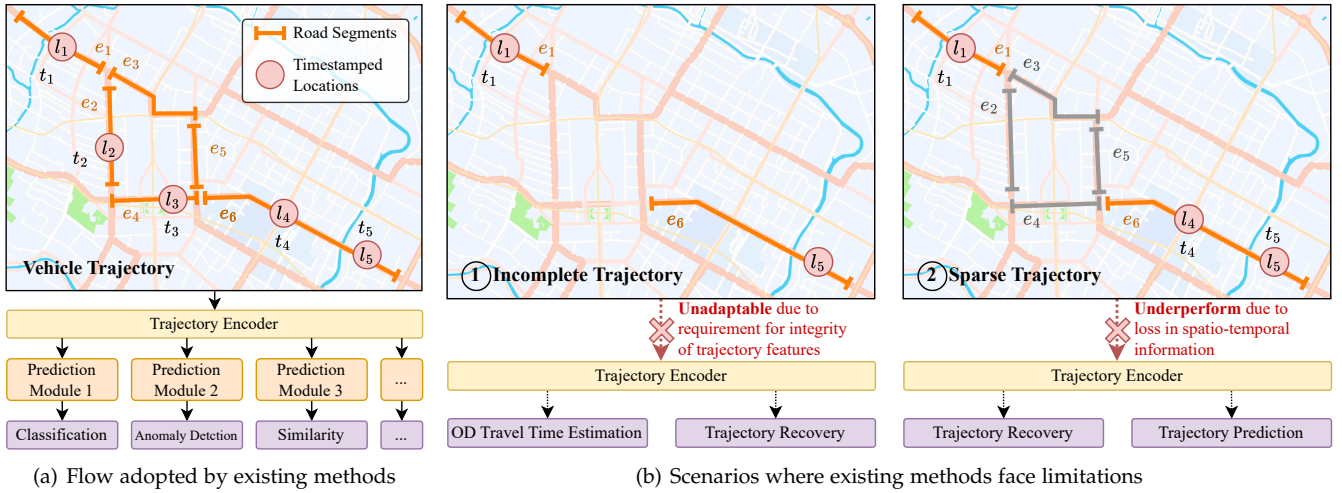 l1
t1
e1
e3
e2
l2
t2
e5
l3
e4
t3
e6
l4
t4
t5
l5
Road Segments
Timestamped
Locations
Vehicle Trajectory
Trajectory Encoder
Prediction
Module 1
Prediction
Module 2
Prediction
Module 3
...
Classification
Anomaly Detction
Similarity
...
(a) Flow adopted by existing methods
l1
t1
e1
e6
l5
1 Incomplete Trajectory
Unadaptable due to
requirement for integrity
of trajectory features
Trajectory Encoder
OD Travel Time Estimation
Trajectory Recovery
l1
t1
e1
e3
e2
e5
e4
e6
l4
t4
t5
l5
2 Sparse Trajectory
Underperform due to
loss in spatio-temporal
information
Trajectory Encoder
Trajectory Recovery
Trajectory Prediction
(b) Scenarios where existing methods face limitations